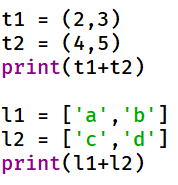 t1 = (2,3)
t2 = (4,5)
print(t1+t2)

l1 = ['a','b']
l2 = ['c','d']
print(l1+l2)